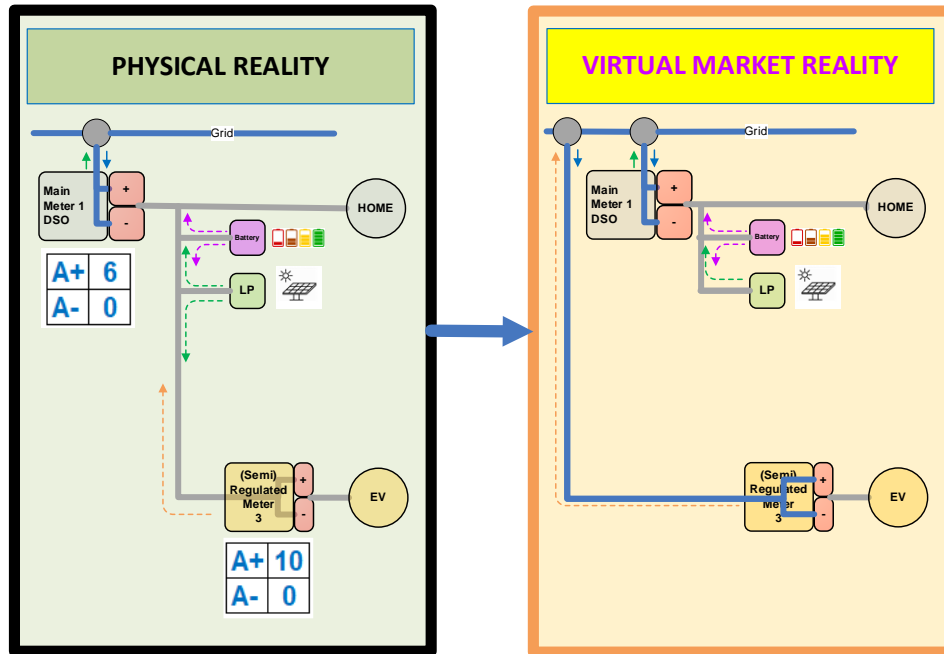 PHYSICAL REALITY
Grid
Main
Meter 1
DSO
+
-
HOME
Battery
LP
A+ 6
A- 0
(Semi)
Regulated
Meter
3
+
-
EV
A+ 10
A- 0
VIRTUAL MARKET REALITY
Grid
Main
Meter 1
DSO
+
-
HOME
Battery
LP
(Semi)
Regulated
Meter
3
+
-
EV